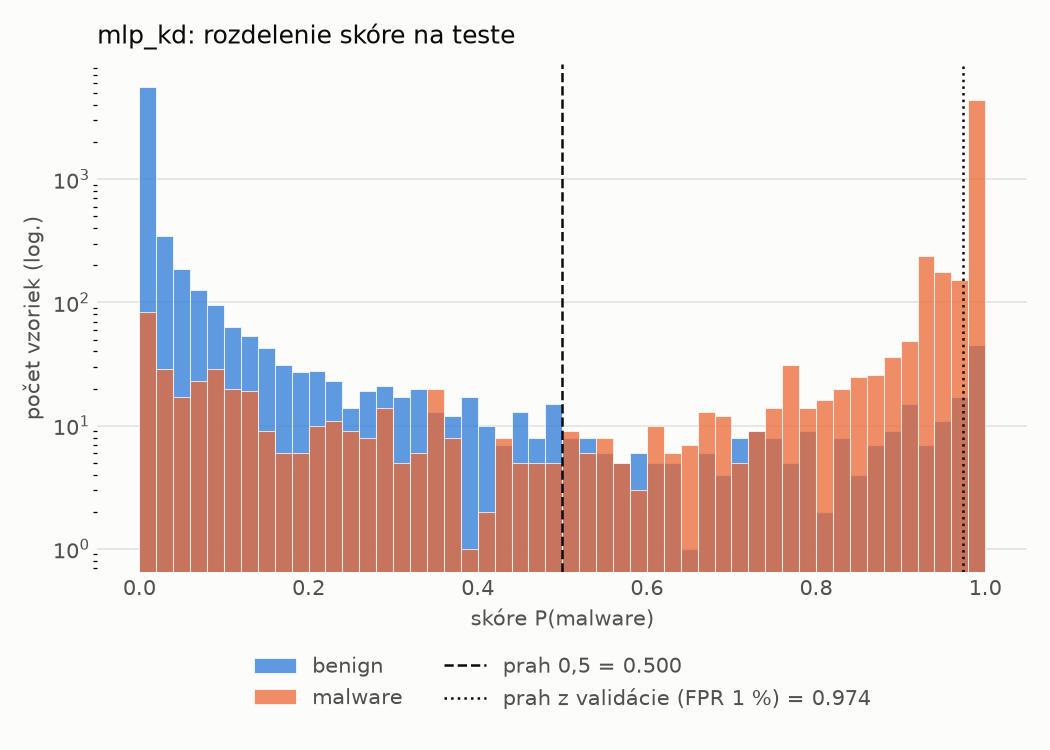 mlp_kd: rozdelenie skóre na teste
počet vzoriek (log.)
10³
10²
10¹
10⁰
0.0 0.2 0.4 0.6 0.8 1.0
skóre P(malware)
benign
malware
prah 0,5 = 0.500
prah z validácie (FPR 1 %) = 0.974